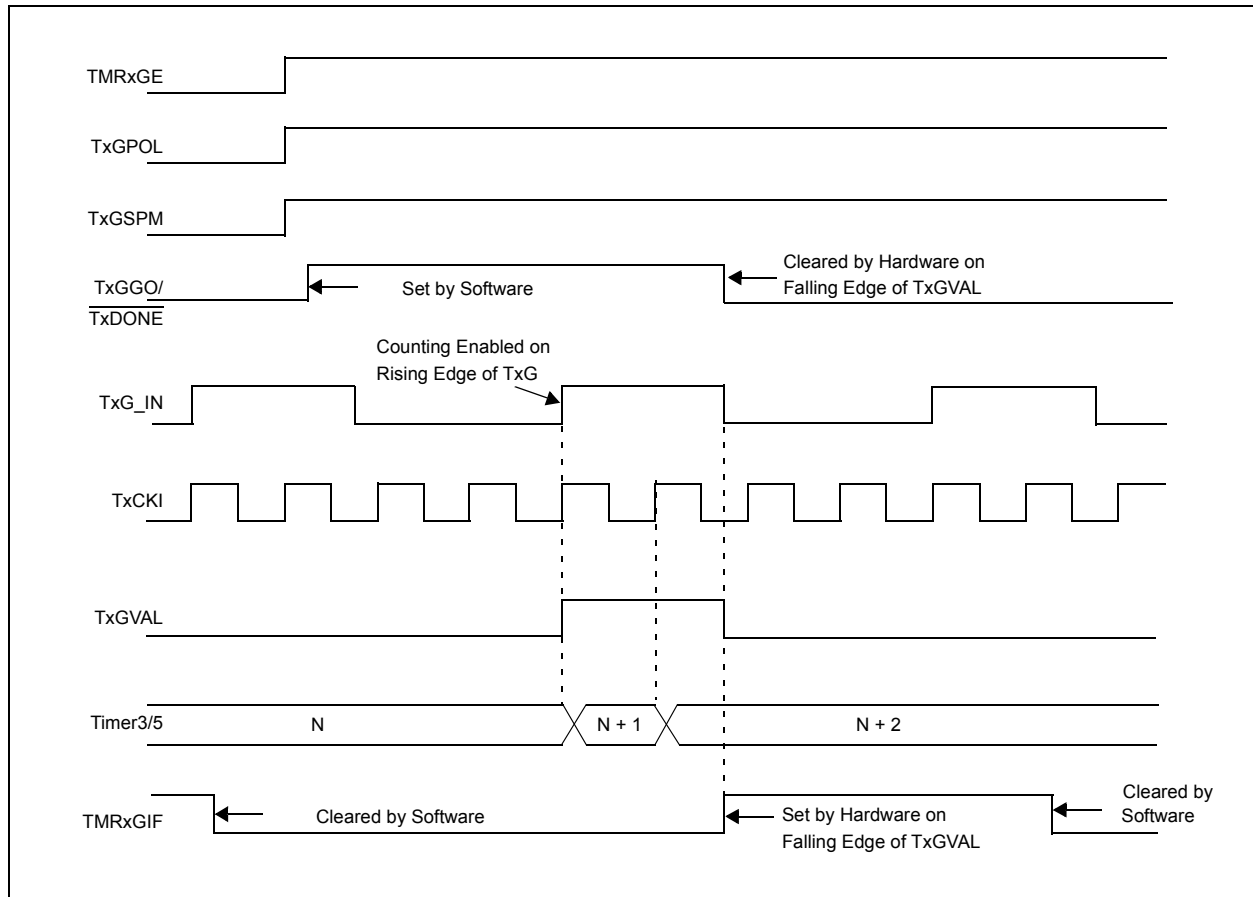 TMRxGE
TxGPOL
TxGSPM
TxGGO/
TxDONE
Set by Software
Cleared by Hardware on
Falling Edge of TxGVAL
Counting Enabled on
Rising Edge of TxG
TxG_IN
TxCKI
TxGVAL
Timer3/5
N
N + 1
N + 2
TMRxGIF
Cleared by Software
Set by Hardware on
Falling Edge of TxGVAL
Cleared by
Software